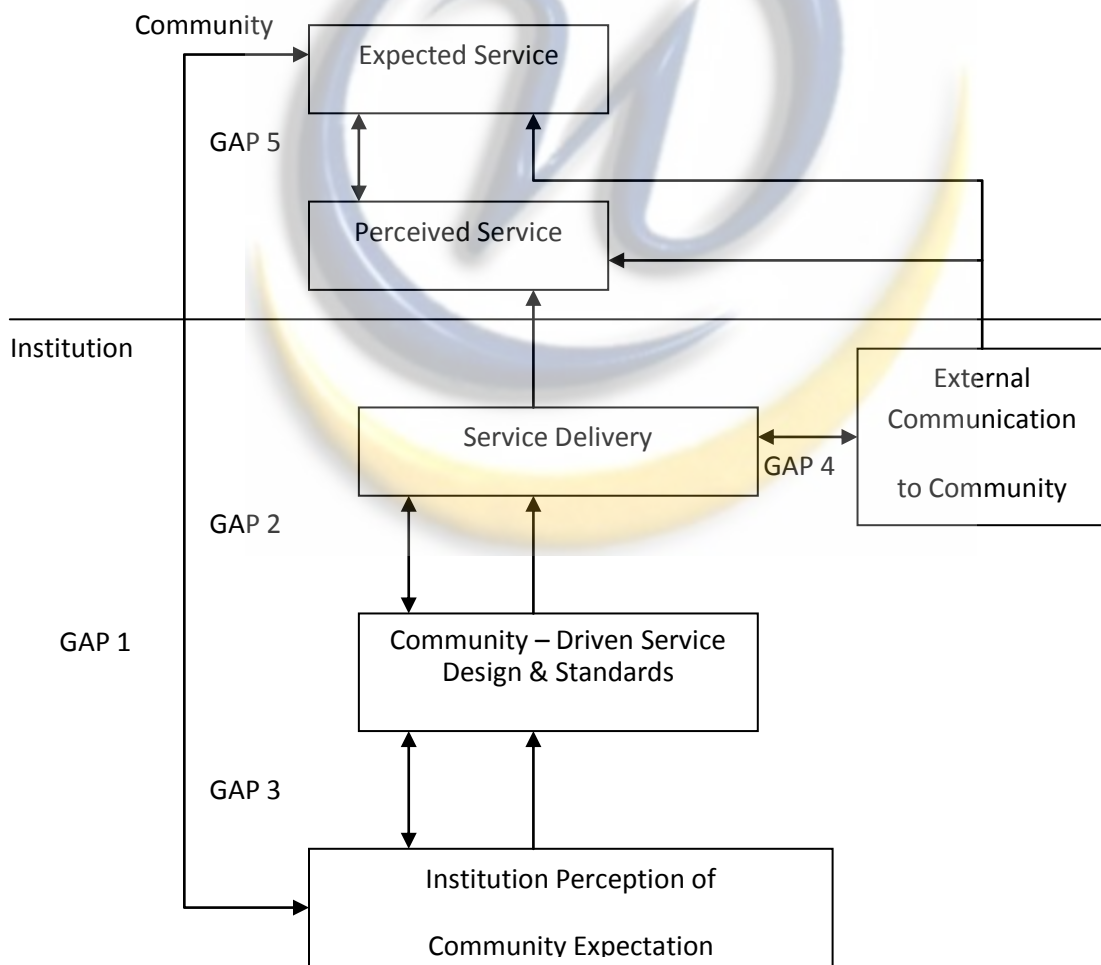 Community
Expected Service
GAP 5
Perceived Service
Institution
External
Communication
to Community
Service Delivery
GAP 4
GAP 2
Community – Driven Service
Design & Standards
GAP 1
GAP 3
Institution Perception of
Community Expectation